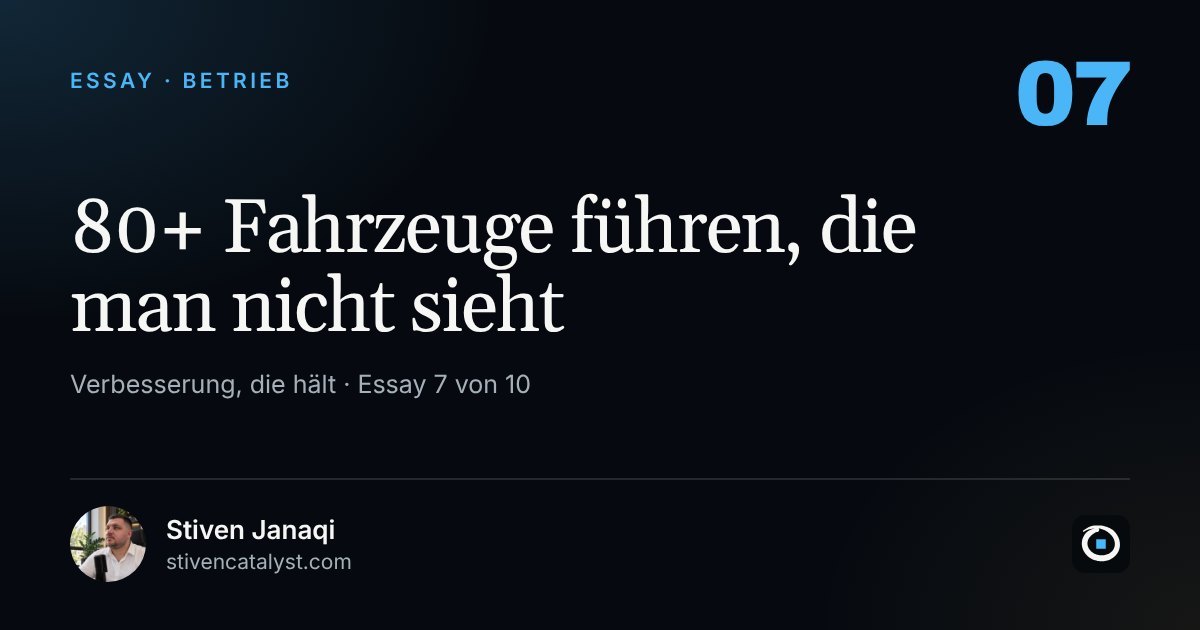 ESSAY · BETRIEB
07
80+ Fahrzeuge führen, die
man nicht sieht
Verbesserung, die hält · Essay 7 von 10
Stiven Janaqi
stivencatalyst.com